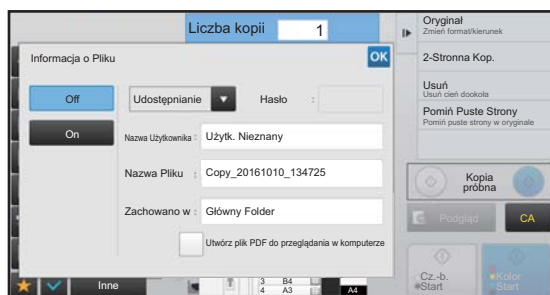 Liczba kopii 1
Informacja o Pliku
OK
Off
On
Udostępnianie
Hasło :
Nazwa Użytkownika : Użytk. Nieznany
Nazwa Pliku : Copy_20161010_134725
Zachowano w : Główny Folder
Utwórz plik PDF do przeglądania w komputerze
Inne
3 B4
4 A3
A4
Oryginał
Zmień format/kierunek
2-Stronna Kop.
Usuń
Usuń cień dookoła
Pomiń Puste Strony
Pomiń puste strony w oryginale
Kopia
próbna
Podgląd
CA
Cz.-b.
Start
Kolor
Start